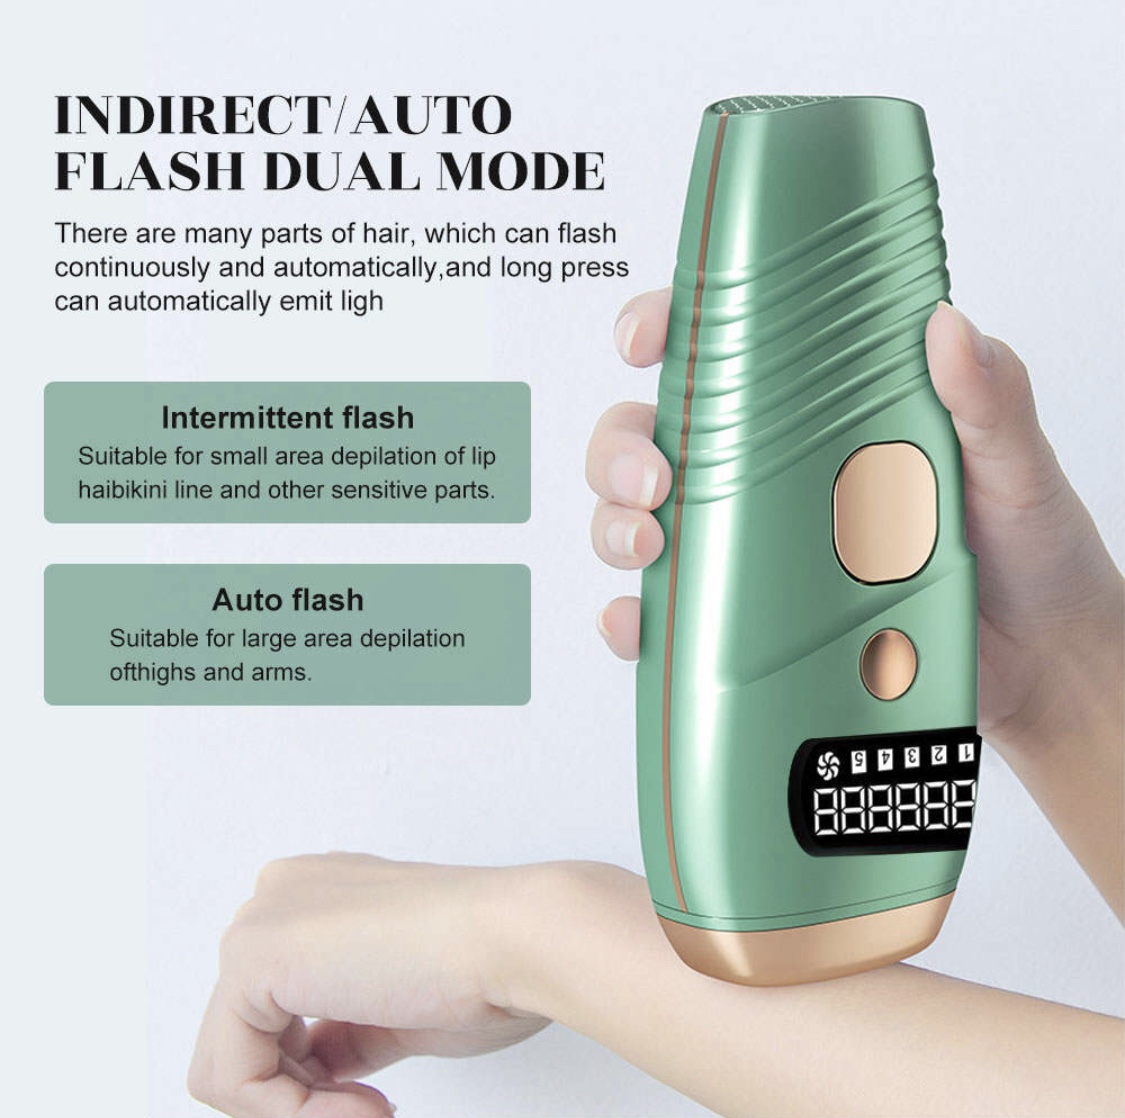 INDIRECT/AUTO
FLASH DUAL MODE
There are many parts of hair, which can flash
continuously and automatically,and long press
can automatically emit ligh
Intermittent flash
Suitable for small area depilation of lip
haibikini line and other sensitive parts.
Auto flash
Suitable for large area depilation
ofthighs and arms.
5 4 3 2 1
888888